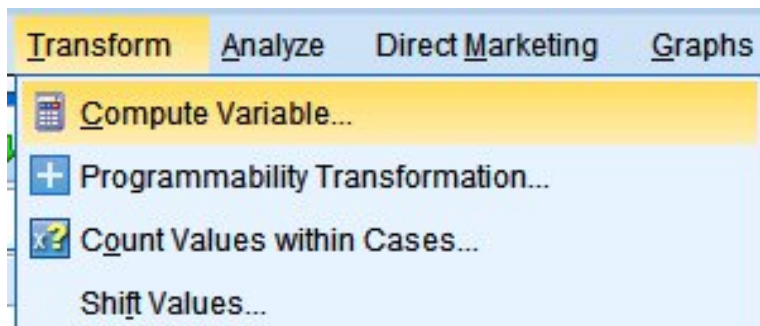 Transform Analyze Direct Marketing Graphs
Compute Variable...
Programmability Transformation...
x? Count Values within Cases...
Shift Values...